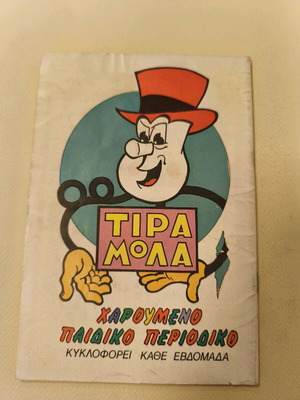 ΤΙΡΑ
ΜΟΛΑ
ΧΑΡΟΥΜΕΝΟ
ΠΑΙΔΙΚΟ ΠΕΡΙΟΔΙΚΟ
ΚΥΚΛΟΦΟΡΕΙ ΚΑΘΕ ΕΒΔΟΜΑΔΑ